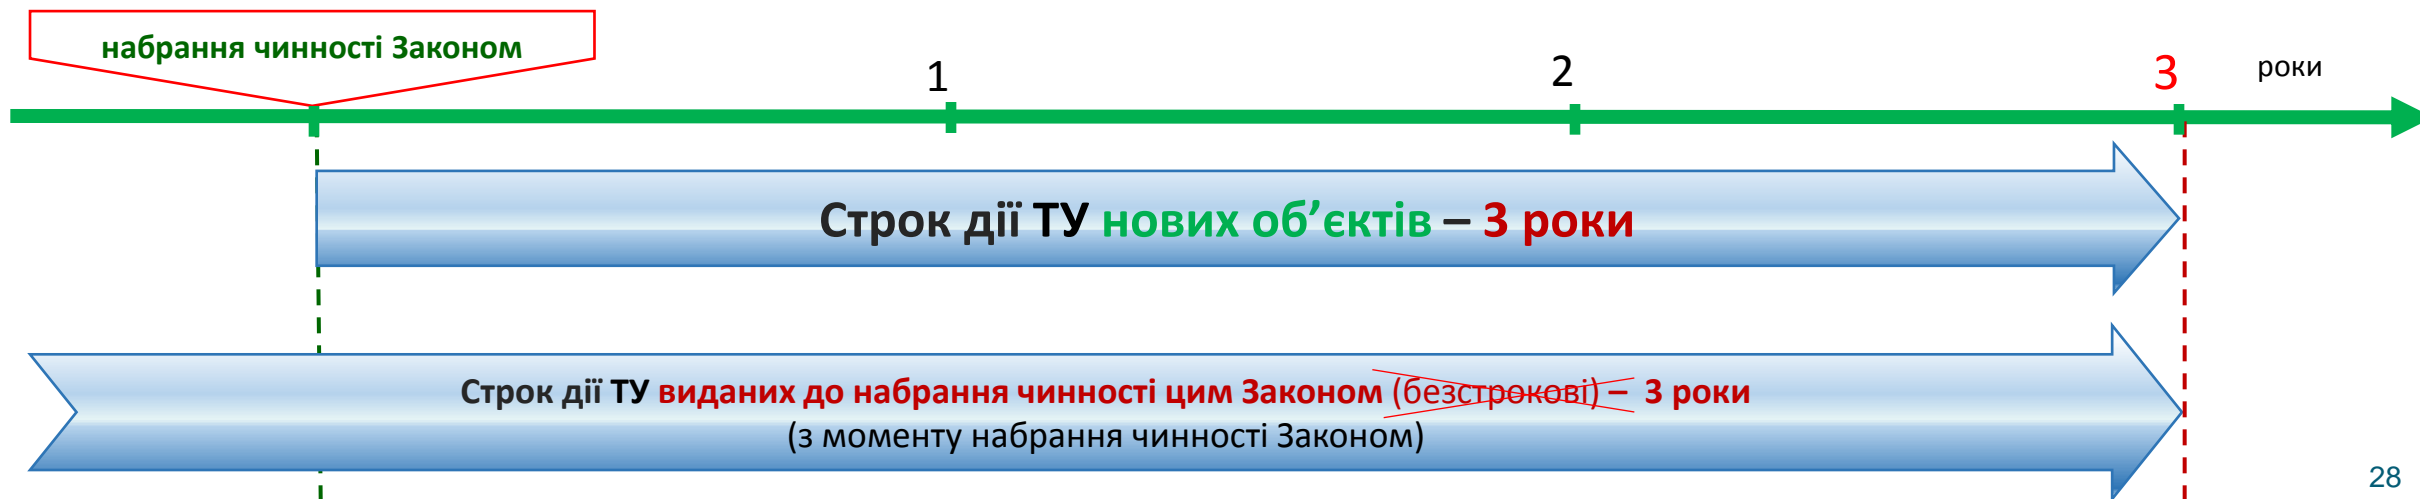 набрання чинності Законом
1
2
3
роки
Строк дії ТУ нових об’єктів – 3 роки
Строк дії ТУ виданих до набрання чинності цим Законом (безстрокові) – 3 роки
(з моменту набрання чинності Законом)
28